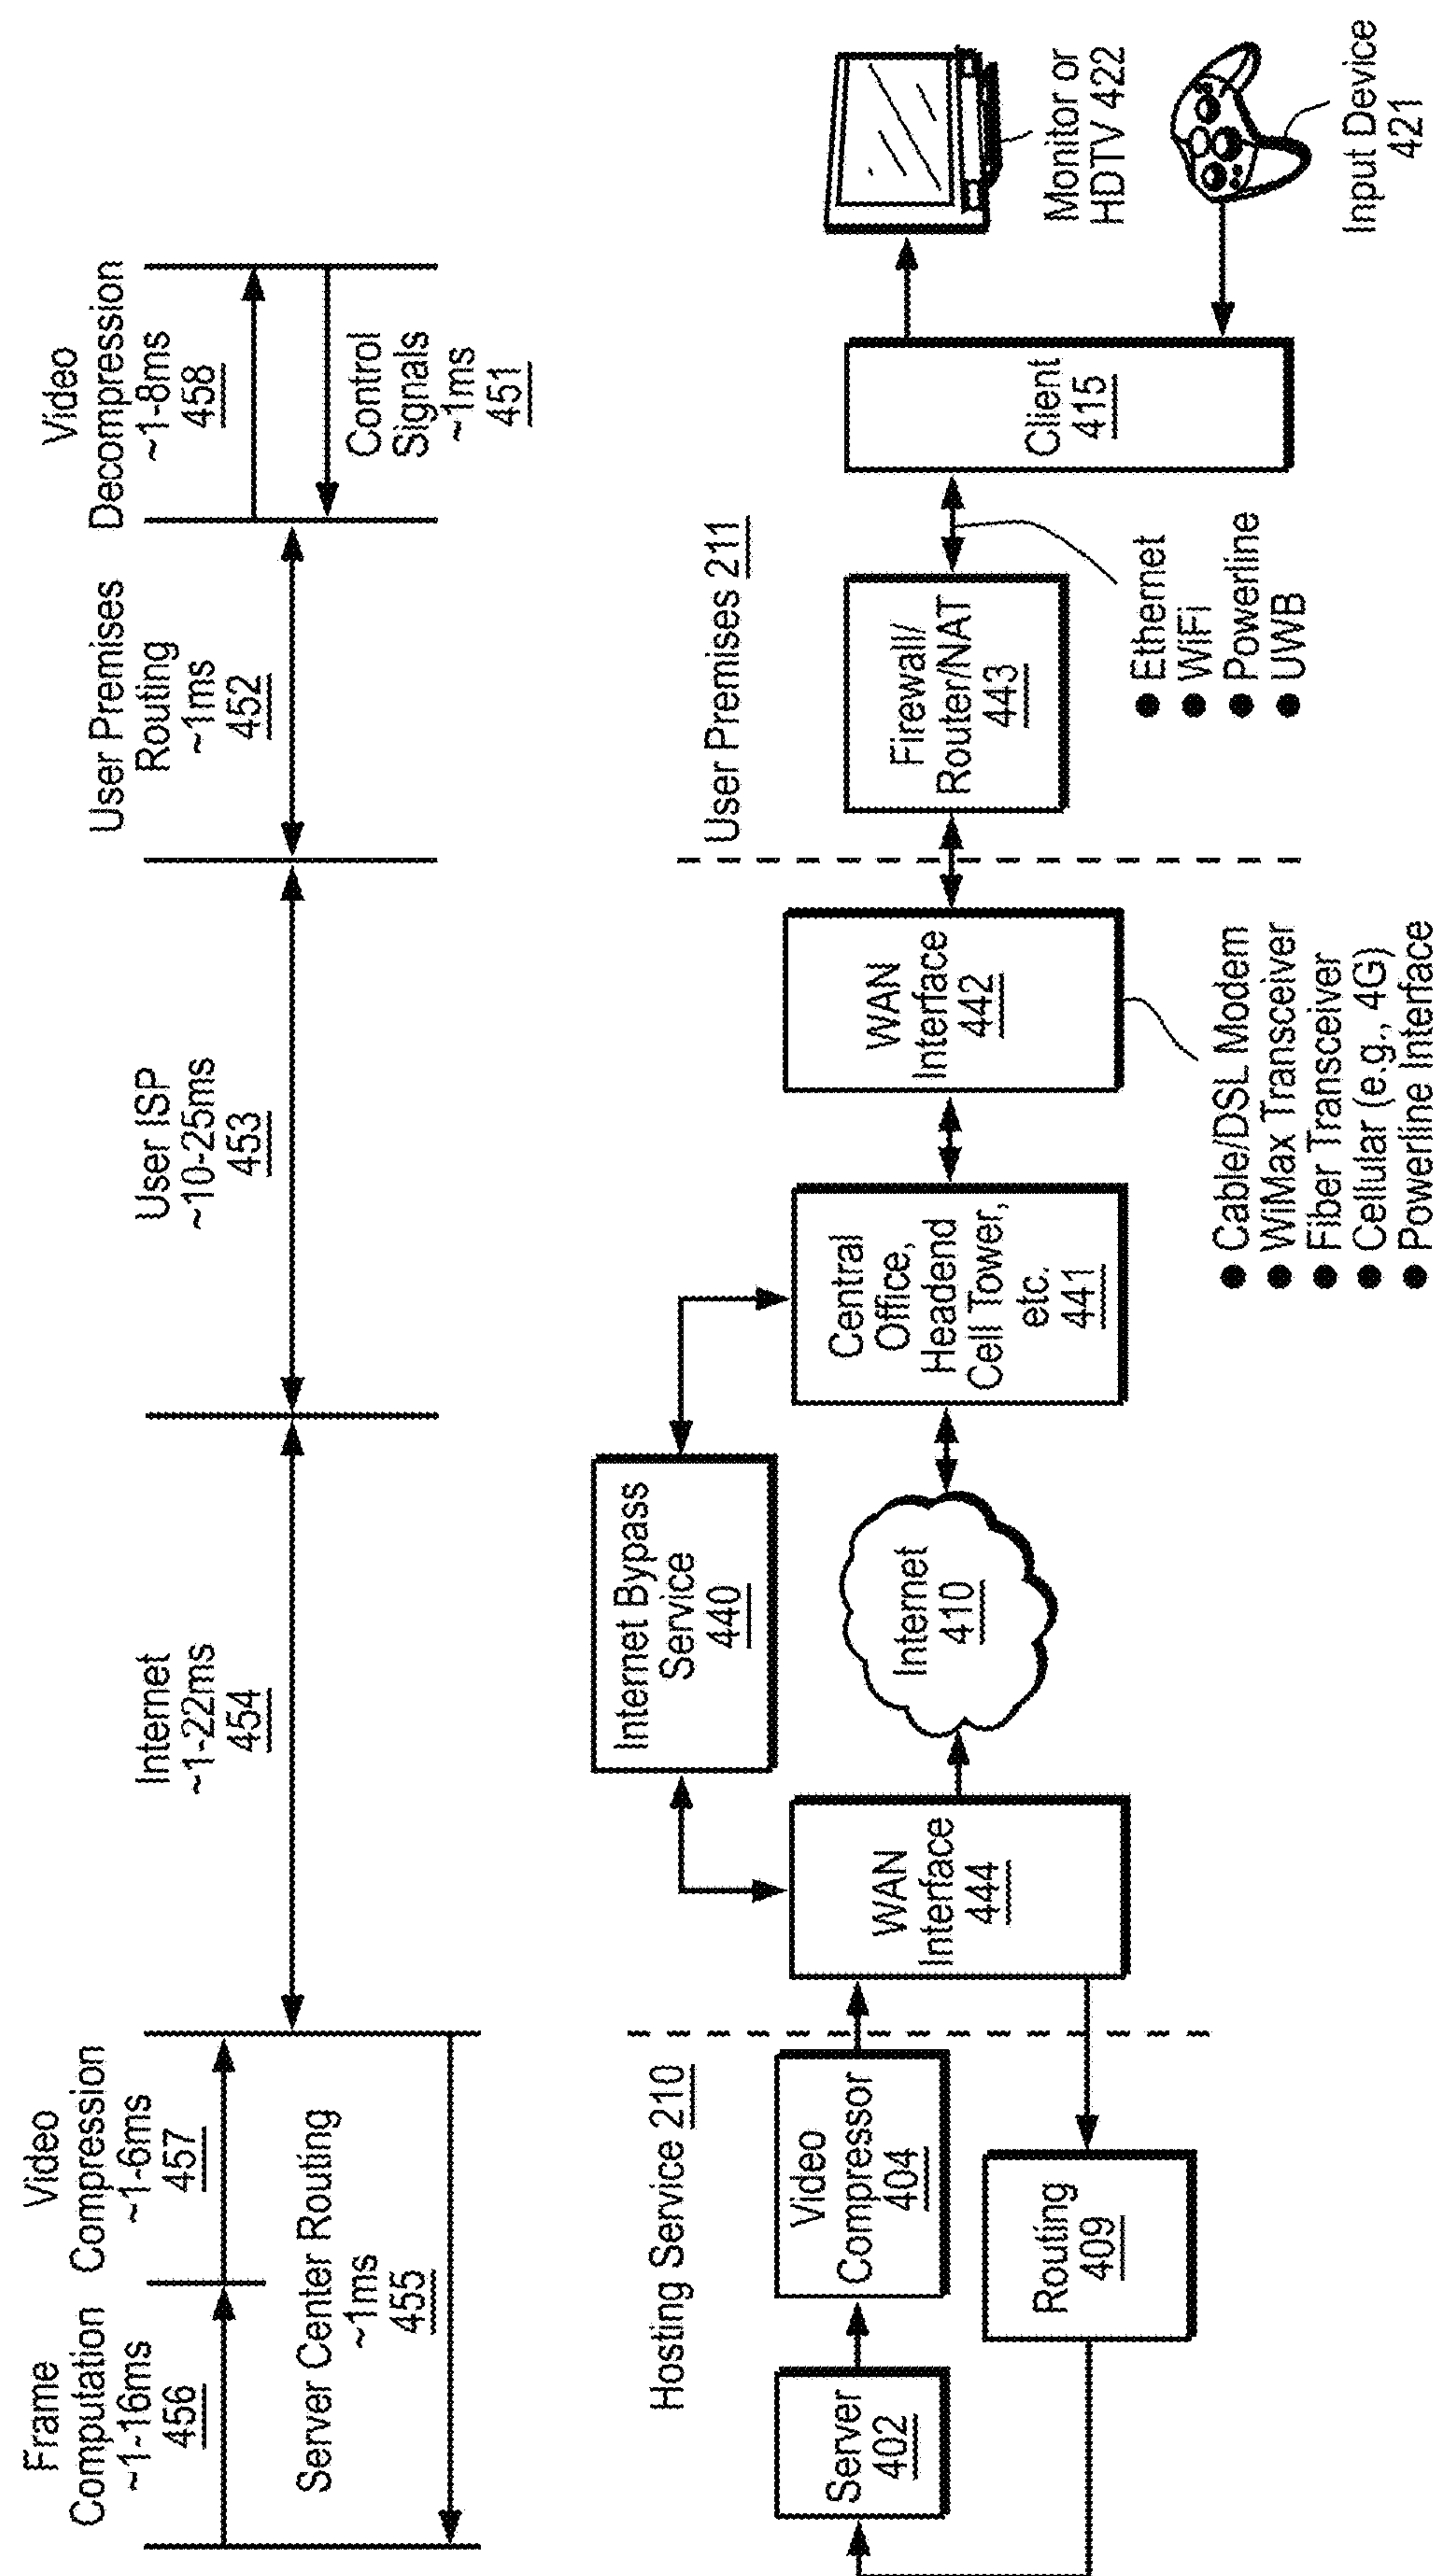 Frame
Computation
~1-16ms
456
Video
Compression
~1-6ms
457
Server Center Routing
~1ms
455
Internet
~1-22ms
454
User ISP
~10-25ms
453
User Premises
Routing
~1ms
452
Video
Decompression
~1-8ms
458
Control
Signals
~1ms
451
Hosting Service 210
Server
402
Video
Compressor
404
Routing
409
WAN
Interface
444
Internet Bypass
Service
440
Internet
410
Central
Office,
Headend
Cell Tower,
etc.
441
WAN
Interface
442
● Cable/DSL Modem
● WiMax Transceiver
● Fiber Transceiver
● Cellular (e.g., 4G)
● Powerline Interface
User Premises 211
Firewall/
Router/NAT
443
● Ethernet
● WiFi
● Powerline
● UWB
Client
415
Monitor or
HDTV 422
Input Device
421